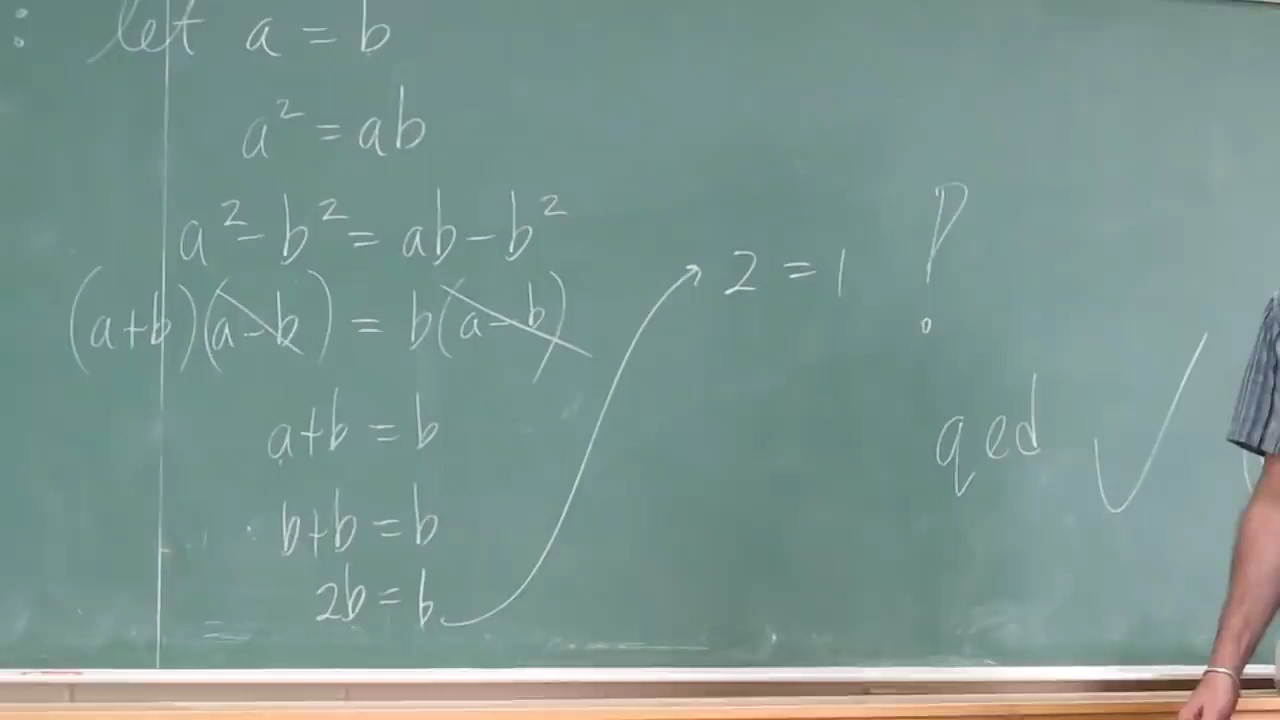 : let a = b
a² = ab
a² - b² = ab - b²
(a+b)(a-b) = b(a-b)
a+b = b
b+b = b
2b = b
2 = 1 !
qed ✓